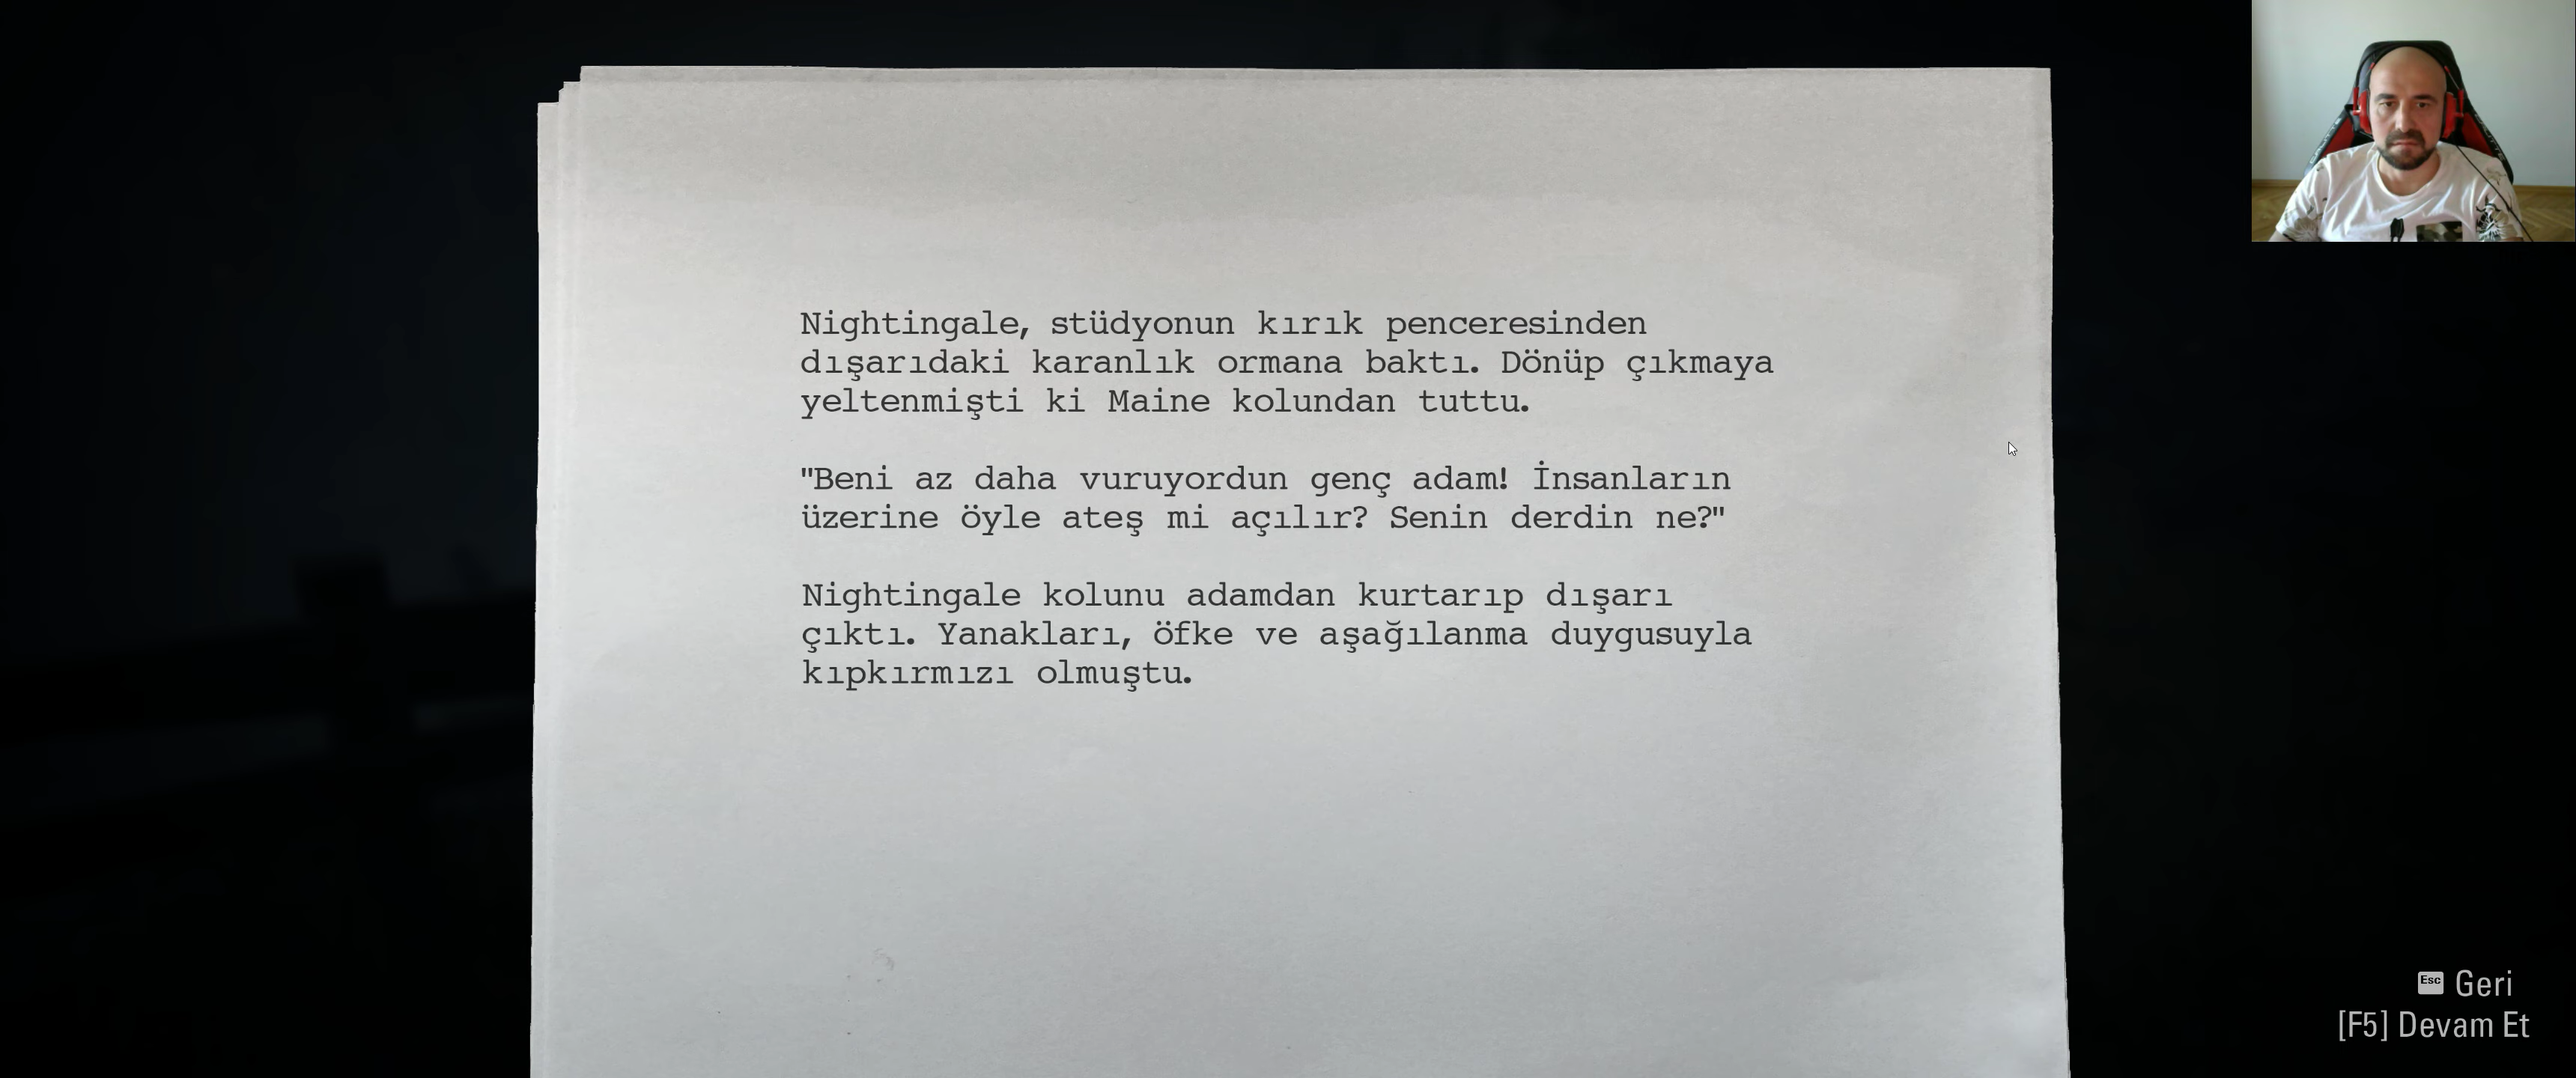 Nightingale, stüdyonun kırık penceresinden
dışarıdaki karanlık ormana baktı. Dönüp çıkmaya
yeltenmişti ki Maine kolundan tuttu.
"Beni az daha vuruyordun genç adam! İnsanların
üzerine öyle ateş mi açılır? Senin derdin ne?"
Nightingale kolunu adamdan kurtarıp dışarı
çıktı. Yanakları, öfke ve aşağılanma duygusuyla
kıpkırmızı olmuştu.
Esc Geri
[F5] Devam Et